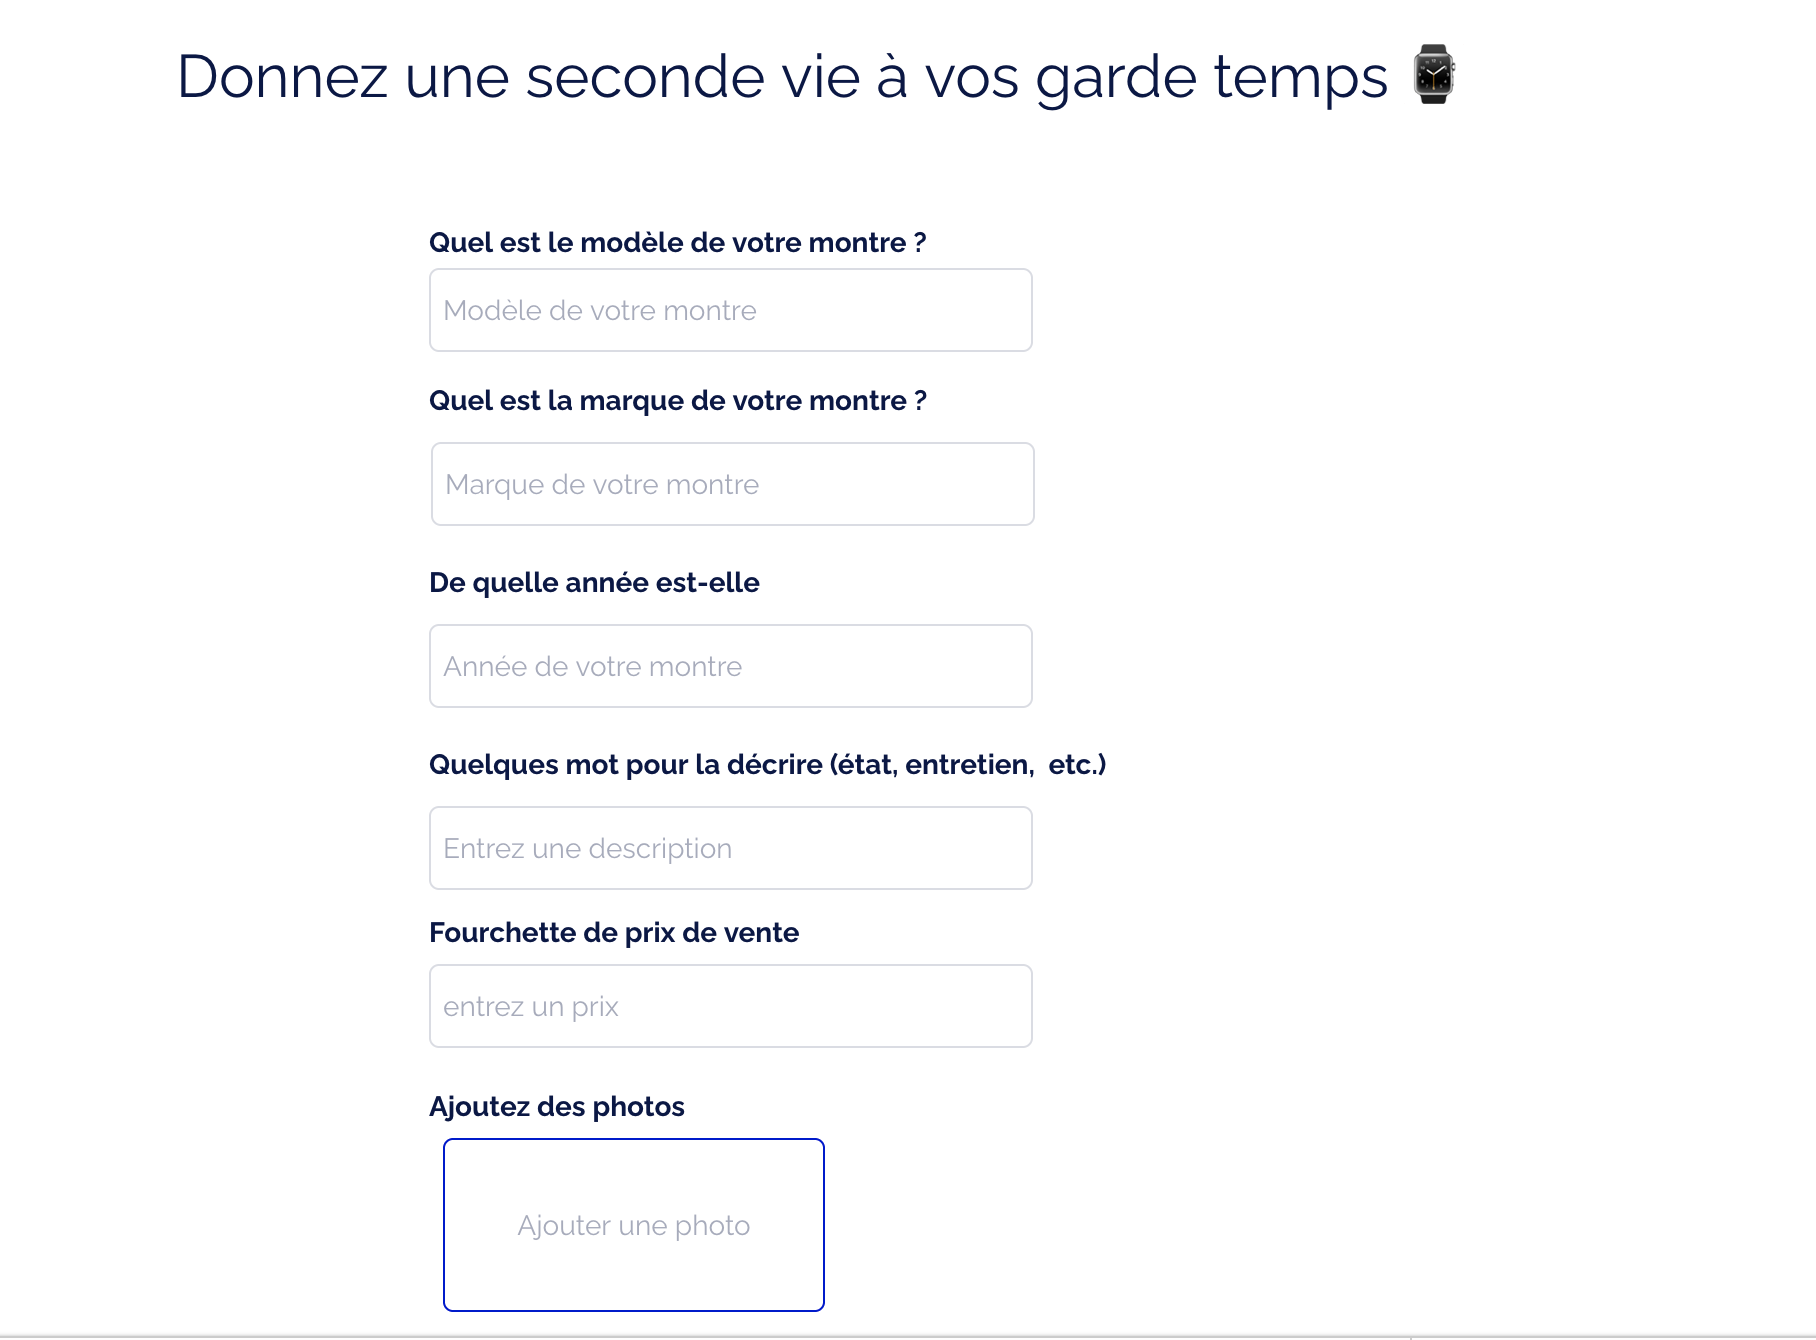 Donnez une seconde vie à vos garde temps
Quel est le modèle de votre montre ?
Modèle de votre montre
Quel est la marque de votre montre ?
Marque de votre montre
De quelle année est-elle
Année de votre montre
Quelques mot pour la décrire (état, entretien,  etc.)
Entrez une description
Fourchette de prix de vente
entrez un prix
Ajoutez des photos
Ajouter une photo